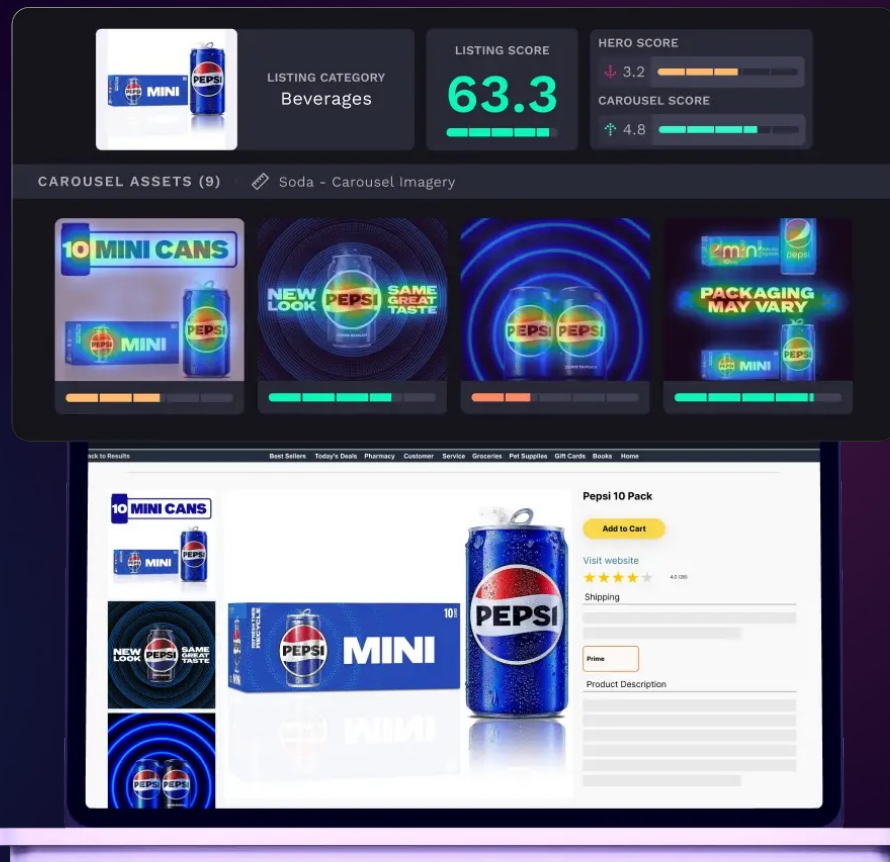 PEPSI
MINI
PEPSI
LISTING CATEGORY
Beverages
LISTING SCORE
63.3
HERO SCORE
3.2
CAROUSEL SCORE
4.8
CAROUSEL ASSETS (9)
Soda - Carousel Imagery
10 MINI CANS
PEPSI
MINI
PEPSI
NEW LOOK
PEPSI
SAME GREAT TASTE
PEPSI
PEPSI
mini
pepsi
PACKAGING
MAY VARY
MINI
PEPSI
ack to Results
Best Sellers Today's Deals Pharmacy Customer Service Groceries Pet Supplies Gift Cards Books Home
10 MINI CANS
MINI
PEPSI
NEW LOOK
PEPSI
SAME GREAT TASTE
PEPSI
PEPSI
RECYCLE
PEPSI
MINI
10
PEPSI
Pepsi 10 Pack
Add to Cart
Visit website
Shipping
Prime
Product Description